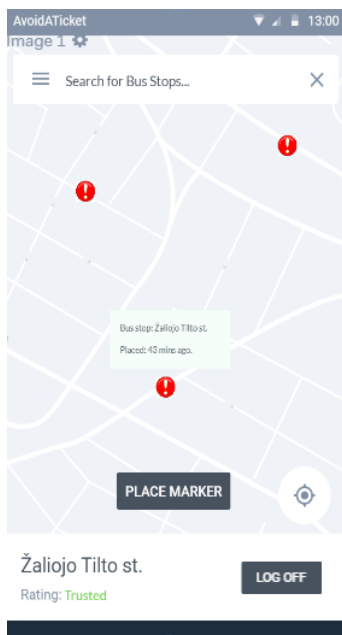 AvoidATicket 13:00
Image 1
Search for Bus Stops...
Bus stop: Žaliojo Tilto st.
Placed: 43 mins ago.
PLACE MARKER
Žaliojo Tilto st.
LOG OFF
Rating: Trusted